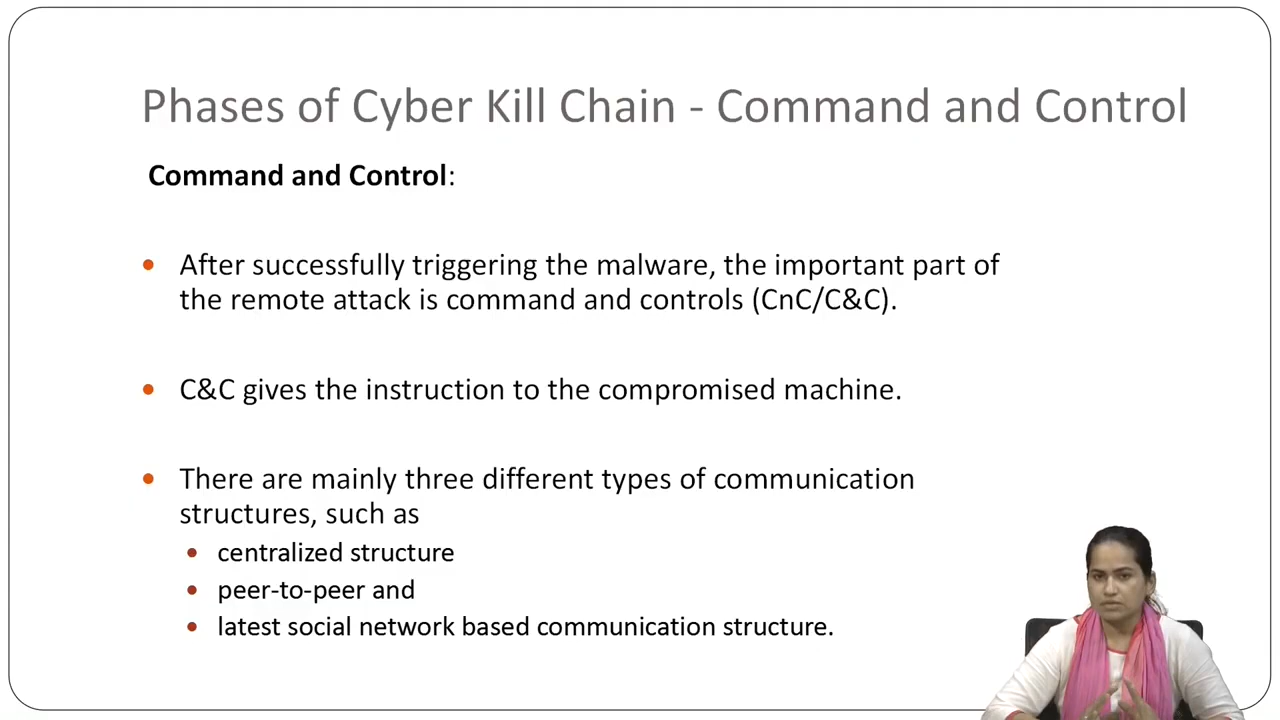 Phases of Cyber Kill Chain - Command and Control
Command and Control:
• After successfully triggering the malware, the important part of
the remote attack is command and controls (CnC/C&C).
• C&C gives the instruction to the compromised machine.
• There are mainly three different types of communication
structures, such as
• centralized structure
• peer-to-peer and
• latest social network based communication structure.